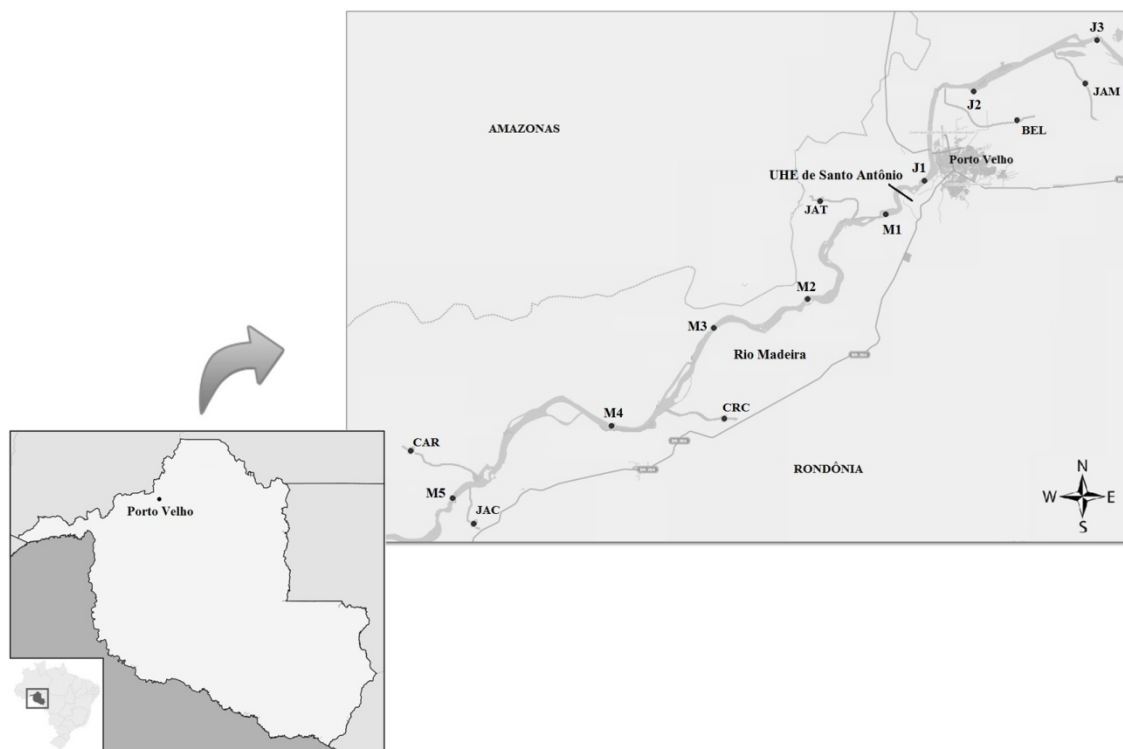 J3
JAM
J2
AMAZONAS
BEL
Porto Velho
J1
UHE de Santo Antônio
JAT
M1
M2
M3
Rio Madeira
M4
CRC
CAR
RONDÔNIA
N
W E
S
M5
JAC
Porto Velho